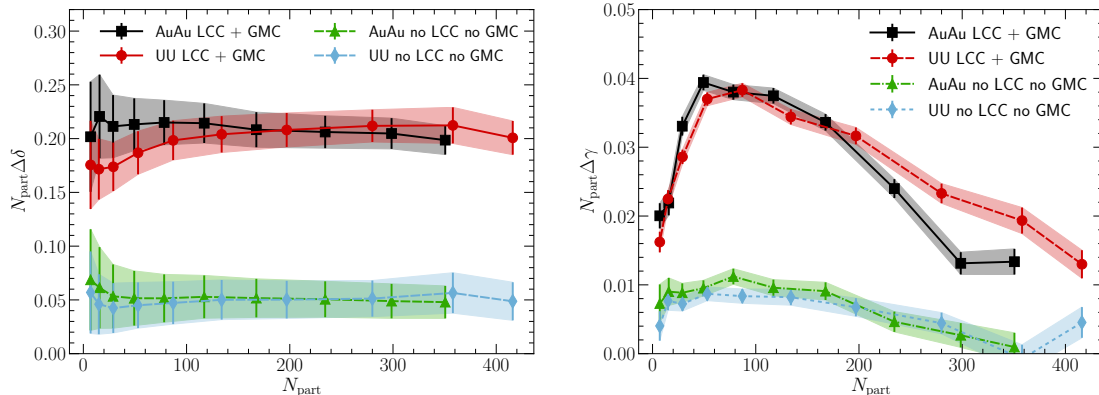 0.30
0.25
0.20
0.15
0.10
0.05
0.00
N_part Δδ
AuAu LCC + GMC
UU LCC + GMC
AuAu no LCC no GMC
UU no LCC no GMC
0
100
200
300
400
N_part
0.04
0.03
0.02
0.01
0.00
N_part Δγ
AuAu LCC + GMC
UU LCC + GMC
AuAu no LCC no GMC
UU no LCC no GMC
0
100
200
300
400
N_part